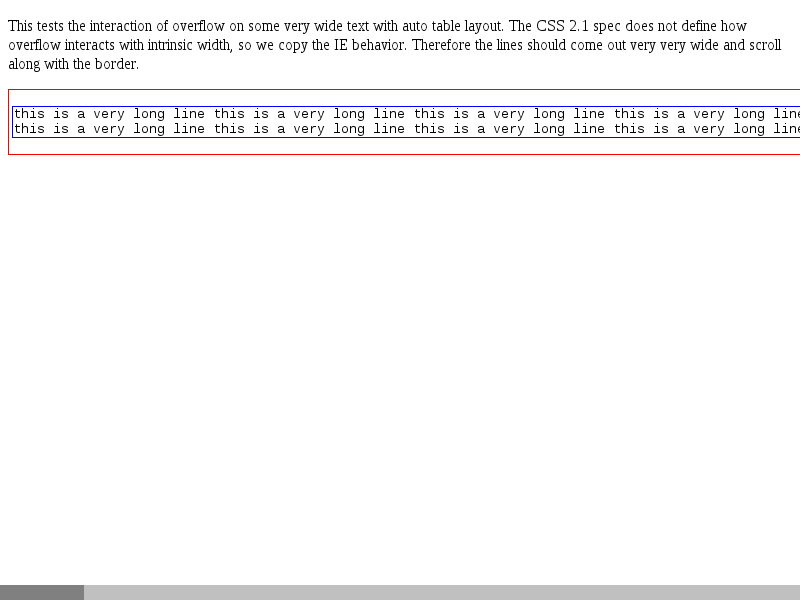 This tests the interaction of overflow on some very wide text with auto table layout. The CSS 2.1 spec does not define how
overflow interacts with intrinsic width, so we copy the IE behavior. Therefore the lines should come out very very wide and scroll
along with the border.
this is a very long line this is a very long line this is a very long line this is a very long line
this is a very long line this is a very long line this is a very long line this is a very long line